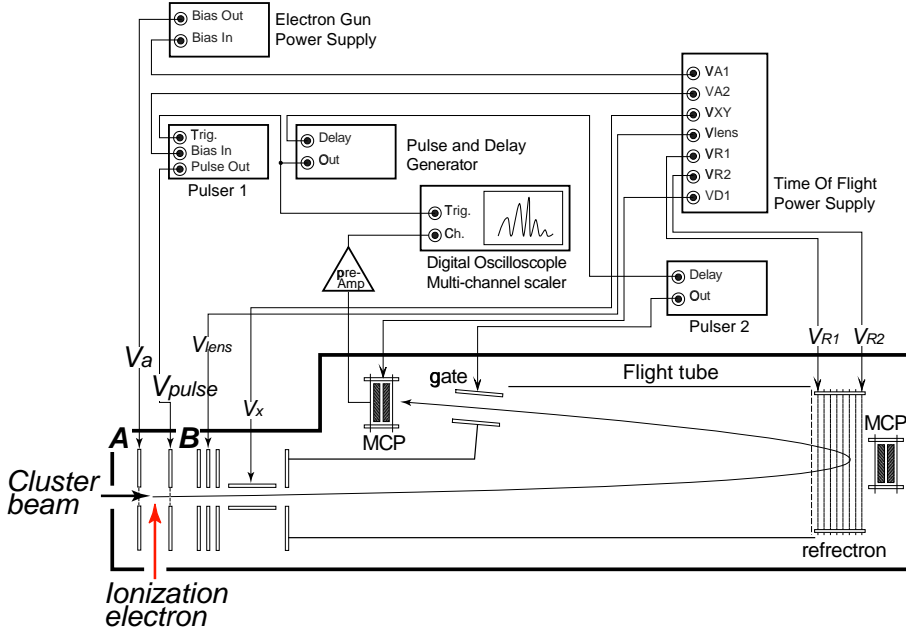 Bias Out
Bias In
Electron Gun
Power Supply
VA1
VA2
VXY
Vlens
VR1
VR2
VD1
Time Of Flight
Power Supply
Trig.
Bias In
Pulse Out
Pulser 1
Delay
Out
Pulse and Delay
Generator
Trig.
Ch.
Digital Oscilloscople
Multi-channel scaler
pre-
Amp
Delay
Out
Pulser 2
Va
Vpulse
Vlens
Vx
VR1
VR2
gate
Flight tube
MCP
MCP
A
B
Cluster
beam
refrectron
Ionization
electron